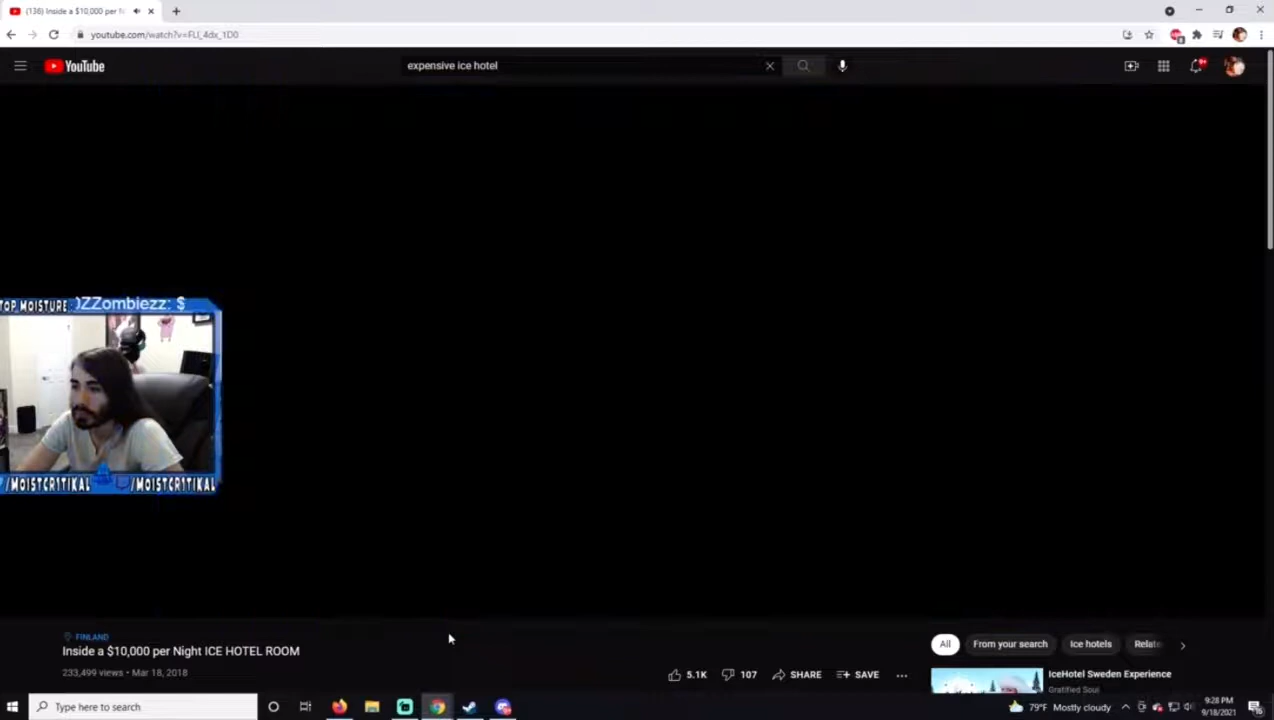 (136) Inside a $10,000 per N
youtube.com/watch?v=FU_4dx_1D0
YouTube
expensive ice hotel
TOP MOISTURE
ZZombiezz: $
/MOISTCR1TIKAL
/MOISTCR1TIKAL
FINLAND
Inside a $10,000 per Night ICE HOTEL ROOM
233,499 views • Mar 18, 2018
5.1K
107
SHARE
SAVE
All
From your search
Ice hotels
Relate
IceHotel Sweden Experience
Gratified Soul
Type here to search
79°F Mostly cloudy
9:28 PM
9/18/2021